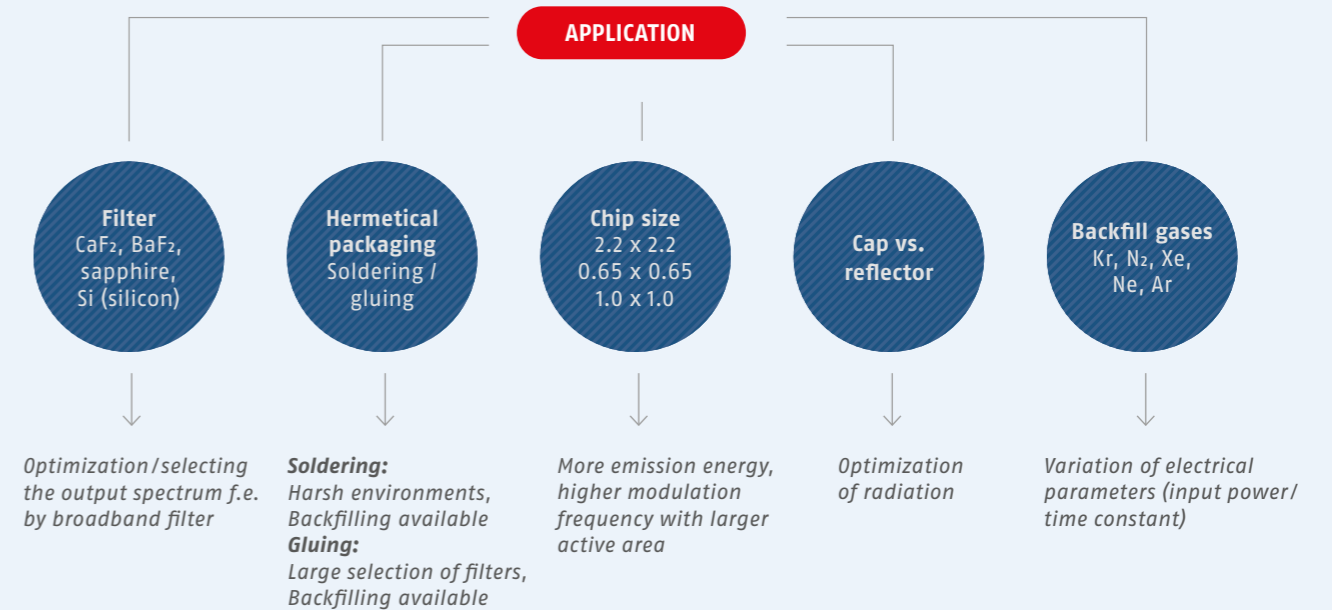 APPLICATION
Filter
CaF₂, BaF₂,
sapphire,
Si (silicon)
Hermetical
packaging
Soldering /
gluing
Chip size
2.2 x 2.2
0.65 x 0.65
1.0 x 1.0
Cap vs.
reflector
Backfill gases
Kr, N₂, Xe,
Ne, Ar
Optimization/selecting
the output spectrum f.e.
by broadband filter
Soldering:
Harsh environments,
Backfilling available
Gluing:
Large selection of filters,
Backfilling available
More emission energy,
higher modulation
frequency with larger
active area
Optimization
of radiation
Variation of electrical
parameters (input power/
time constant)